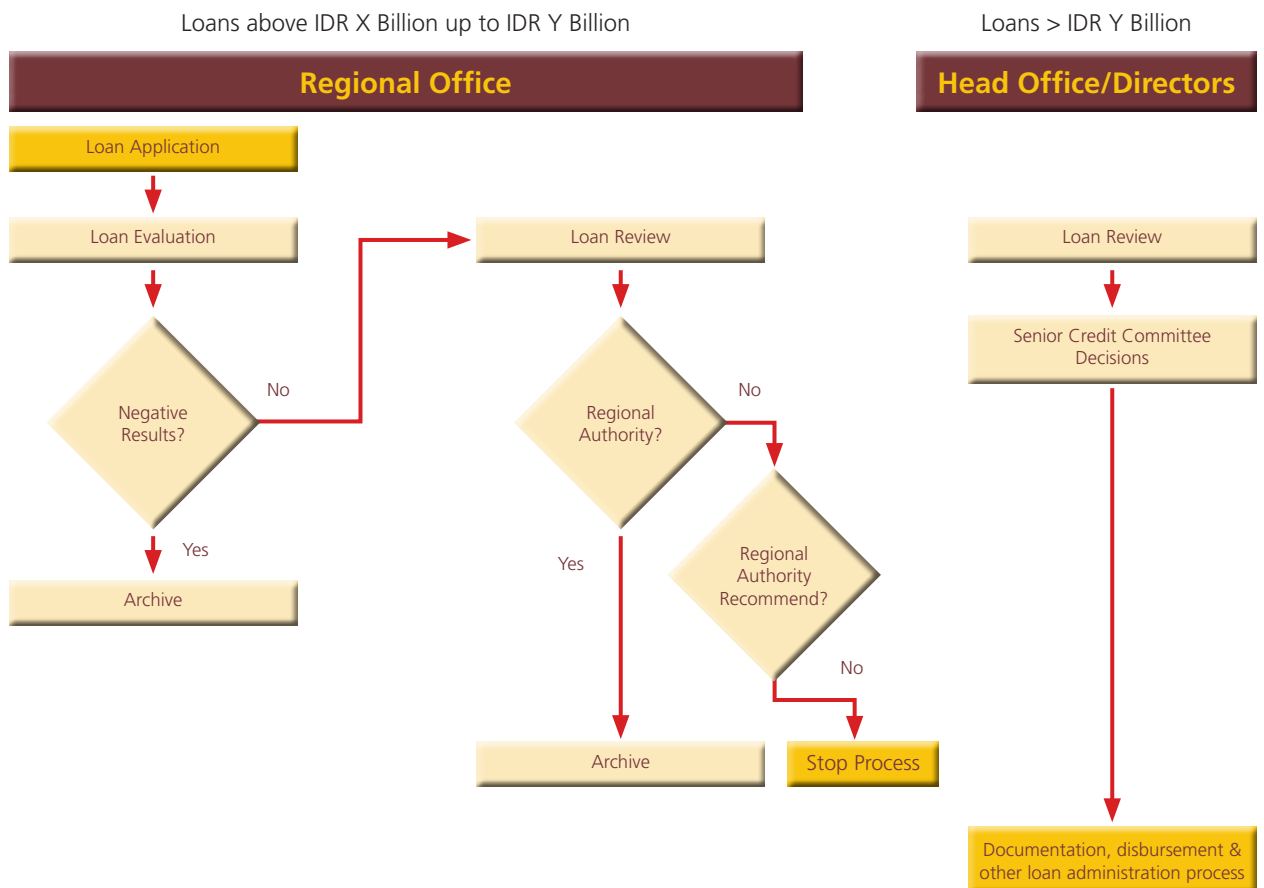 Loans above IDR X Billion up to IDR Y Billion
Loans > IDR Y Billion
Regional Office
Head Office/Directors
Loan Application
Loan Evaluation
Loan Review
Loan Review
Senior Credit Committee
Decisions
No
No
Negative
Results?
Regional
Authority?
Yes
Yes
Regional
Authority
Recommend?
Archive
No
Archive
Stop Process
Documentation, disbursement &
other loan administration process